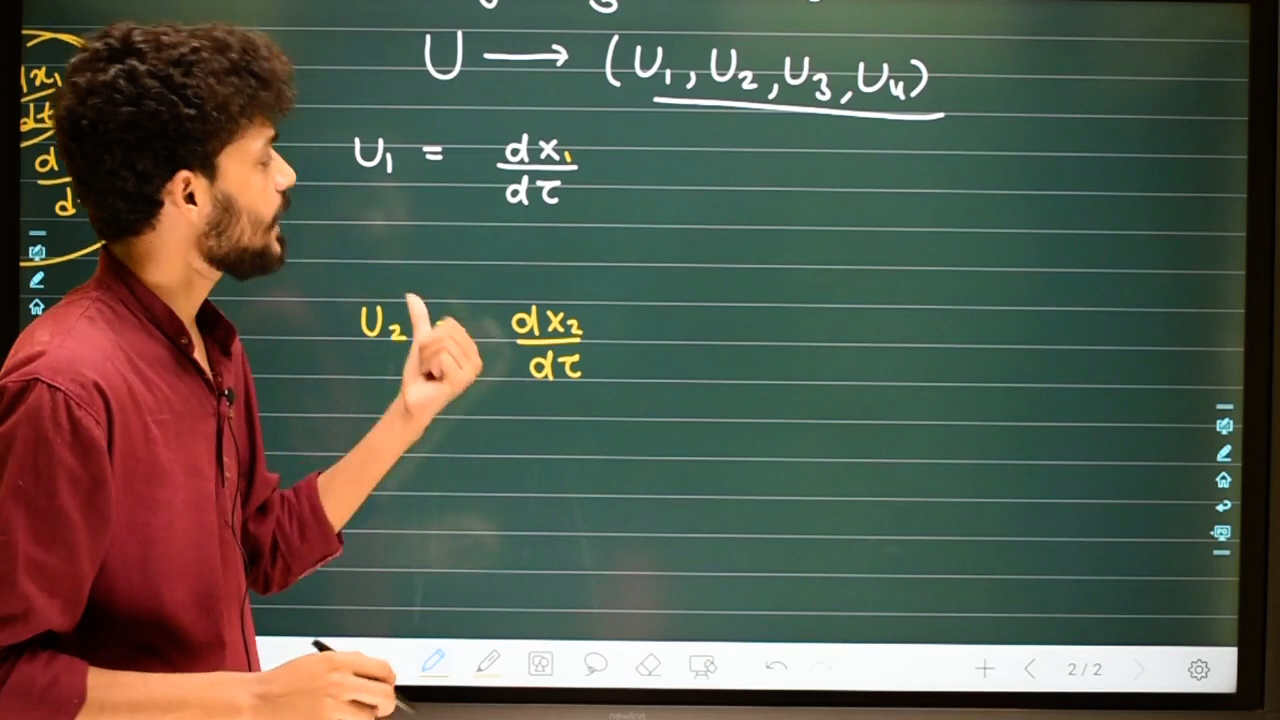 U → (U₁, U₂, U₃, U₄)
U₁ = dx₁/dτ
U₂ dx₂/dτ
2/2